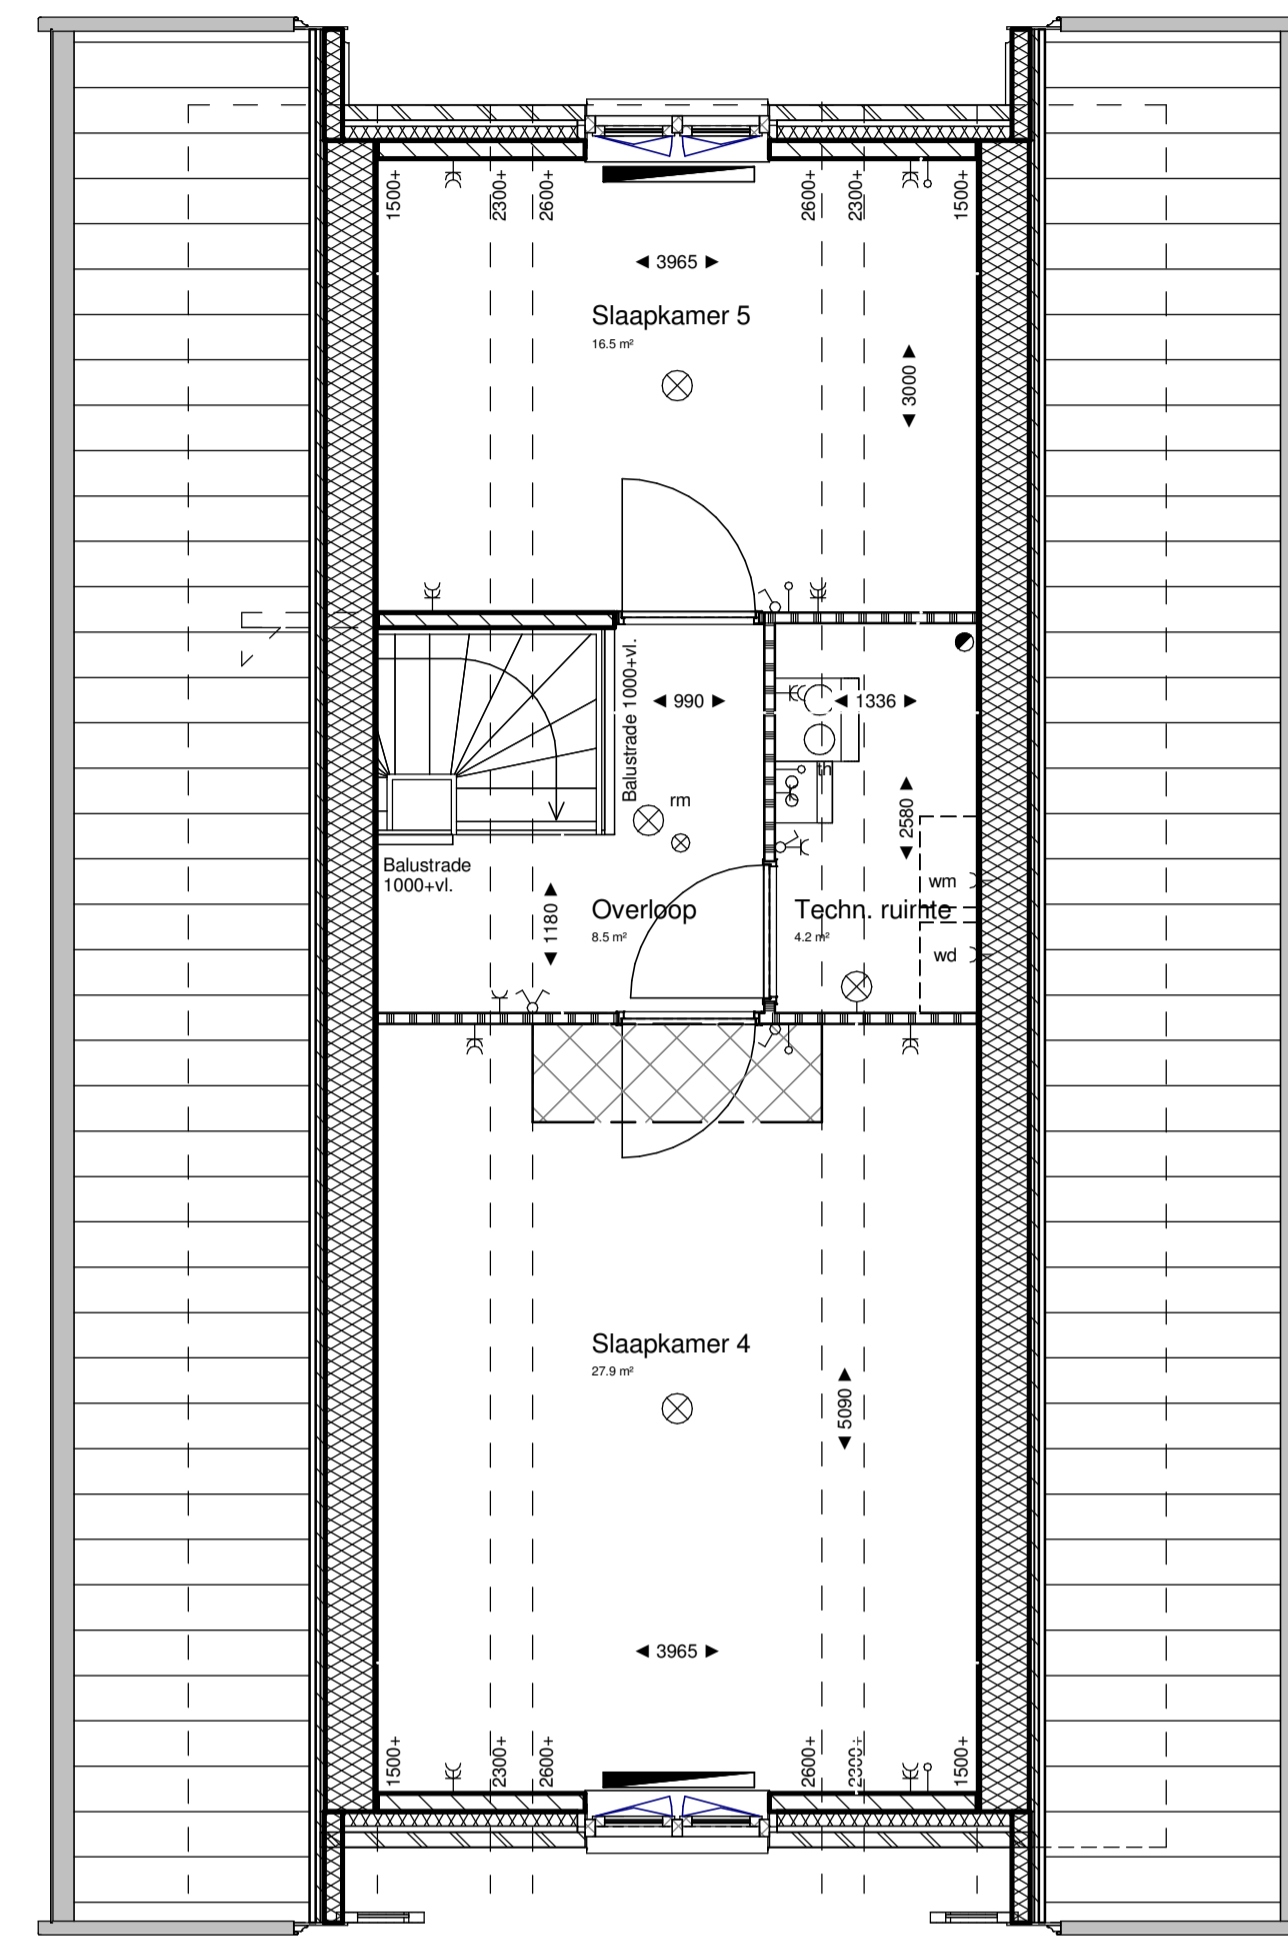 1500+
2300+
2600+
2600+
2300+
1500+
◄ 3965 ►
Slaapkamer 5
16.5 m²
◄ 3000 ►
Balustrade 1000+vl.
◄ 990 ►
◄ 1336 ►
th
rm
◄ 2580 ►
Balustrade
1000+vl.
wm
◄ 1180 ►
Overloop
8.5 m²
Techn. ruimte
4.2 m²
wd
Slaapkamer 4
27.9 m²
◄ 5090 ►
◄ 3965 ►
1500+
2300+
2600+
2600+
2300+
1500+